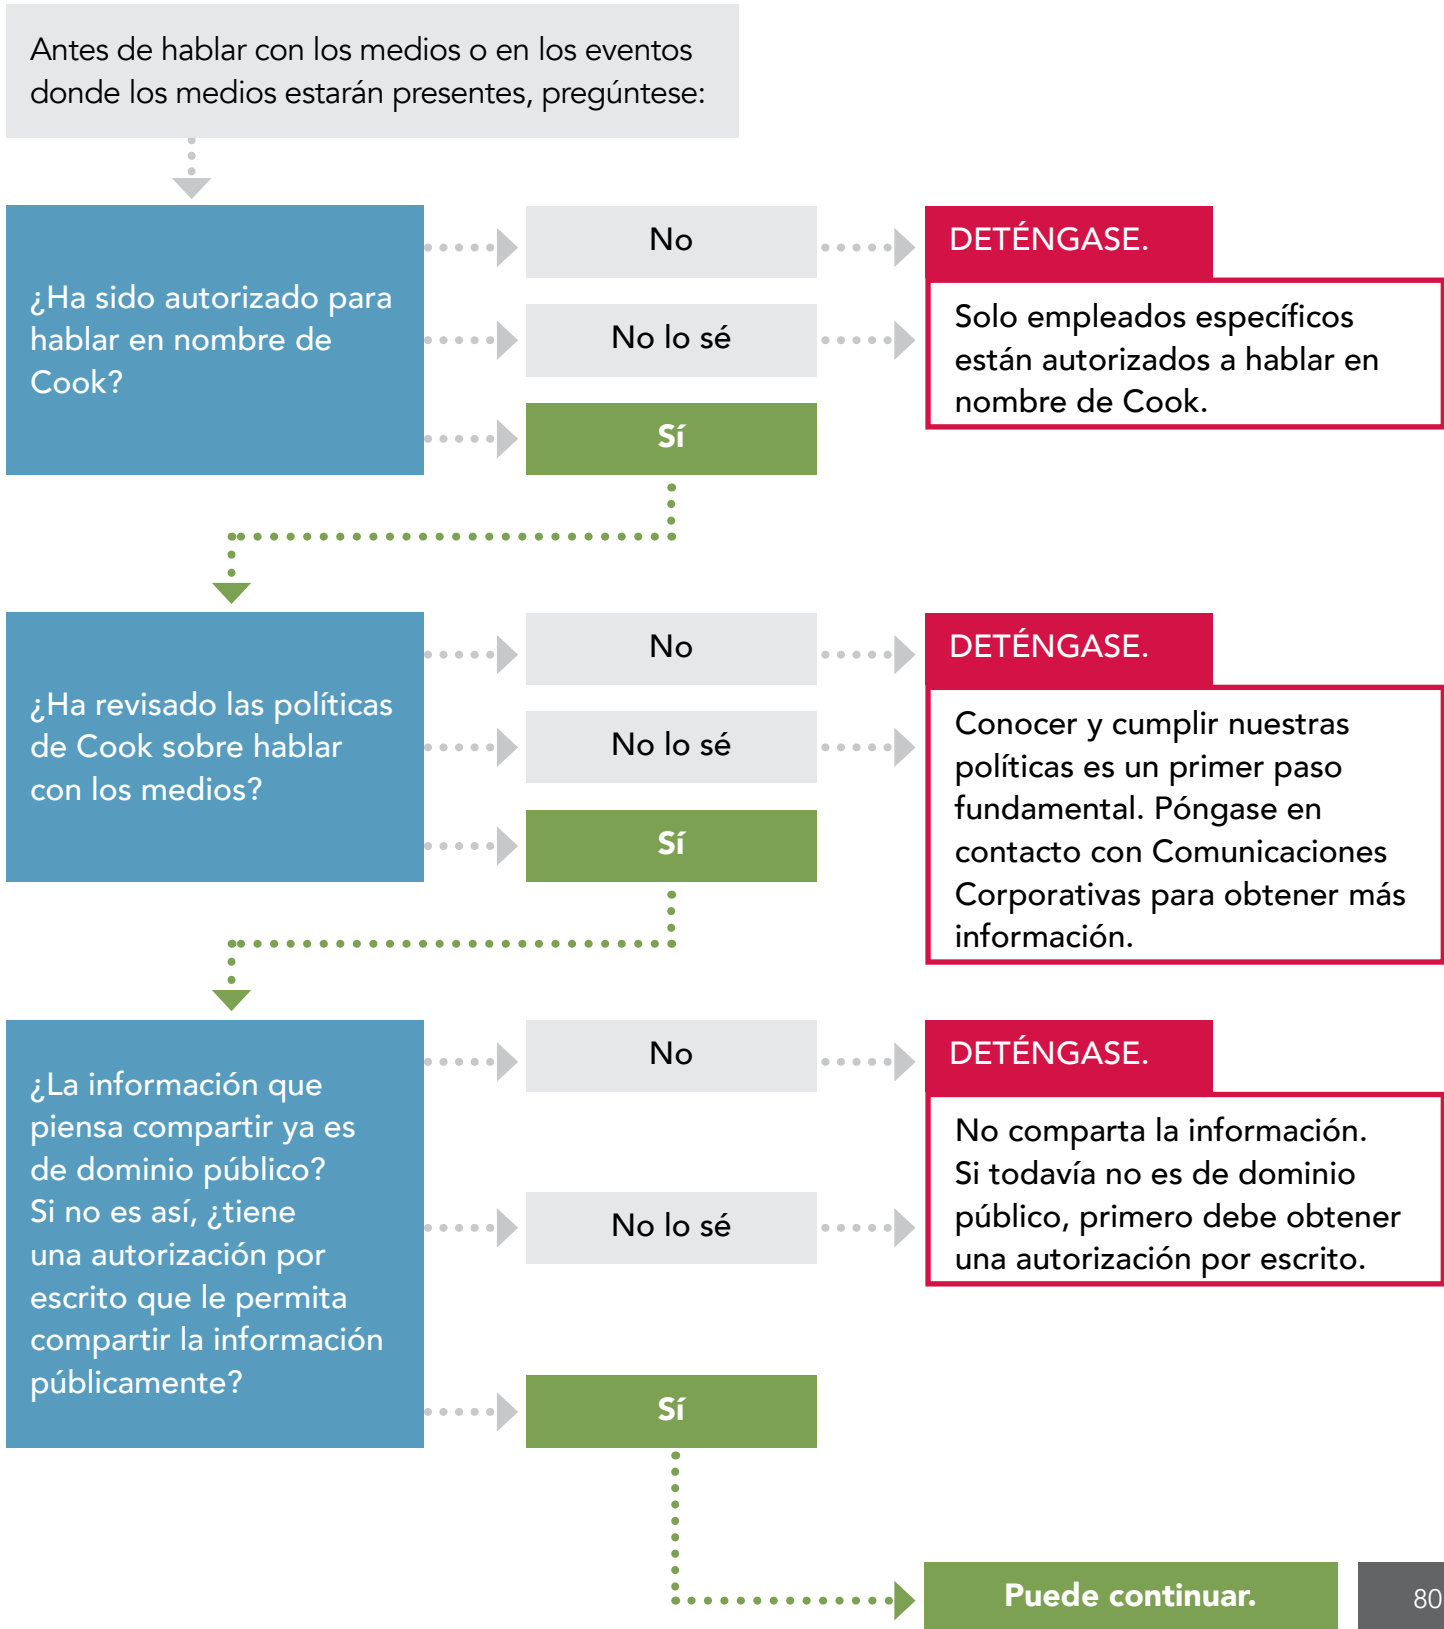 Antes de hablar con los medios o en los eventos
donde los medios estarán presentes, pregúntese:
¿Ha sido autorizado para
hablar en nombre de
Cook?
No
No lo sé
Sí
DETÉNGASE.
Solo empleados específicos
están autorizados a hablar en
nombre de Cook.
¿Ha revisado las políticas
de Cook sobre hablar
con los medios?
No
No lo sé
Sí
DETÉNGASE.
Conocer y cumplir nuestras
políticas es un primer paso
fundamental. Póngase en
contacto con Comunicaciones
Corporativas para obtener más
información.
¿La información que
piensa compartir ya es
de dominio público?
Si no es así, ¿tiene
una autorización por
escrito que le permita
compartir la información
públicamente?
No
No lo sé
Sí
DETÉNGASE.
No comparta la información.
Si todavía no es de dominio
público, primero debe obtener
una autorización por escrito.
Puede continuar.
80